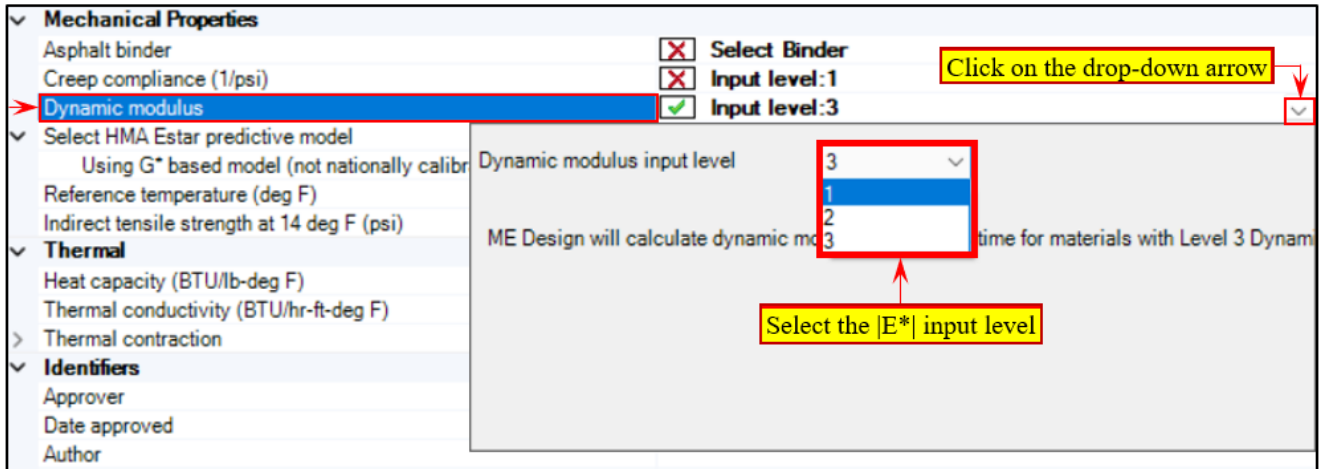 Mechanical Properties
Asphalt binder Select Binder
Creep compliance (1/psi) Input level:1
Click on the drop-down arrow
Dynamic modulus Input level:3
Select HMA Estar predictive model
Using G* based model (not nationally calibr
Dynamic modulus input level 3
1
2
3
Reference temperature (deg F)
Indirect tensile strength at 14 deg F (psi)
ME Design will calculate dynamic mo time for materials with Level 3 Dynami
Thermal
Heat capacity (BTU/lb-deg F)
Thermal conductivity (BTU/hr-ft-deg F)
Select the |E*| input level
Thermal contraction
Identifiers
Approver
Date approved
Author